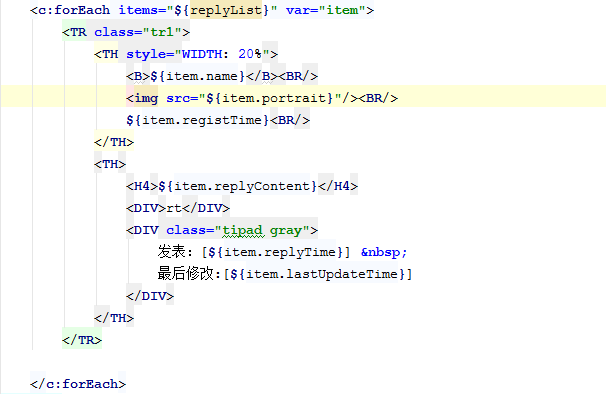 <c:forEach items="${replyList}" var="item">
<TR class="tr1">
<TH style="WIDTH: 20%">
<B>${item.name}</B><BR/>
<img src="${item.portrait}"/><BR/>
${item.registTime}<BR/>
</TH>
<TH>
<H4>${item.replyContent}</H4>
<DIV>rt</DIV>
<DIV class="tipad gray">
发表：[${item.replyTime}] &nbsp;
最后修改:[${item.lastUpdateTime}]
</DIV>
</TH>
</TR>
</c:forEach>